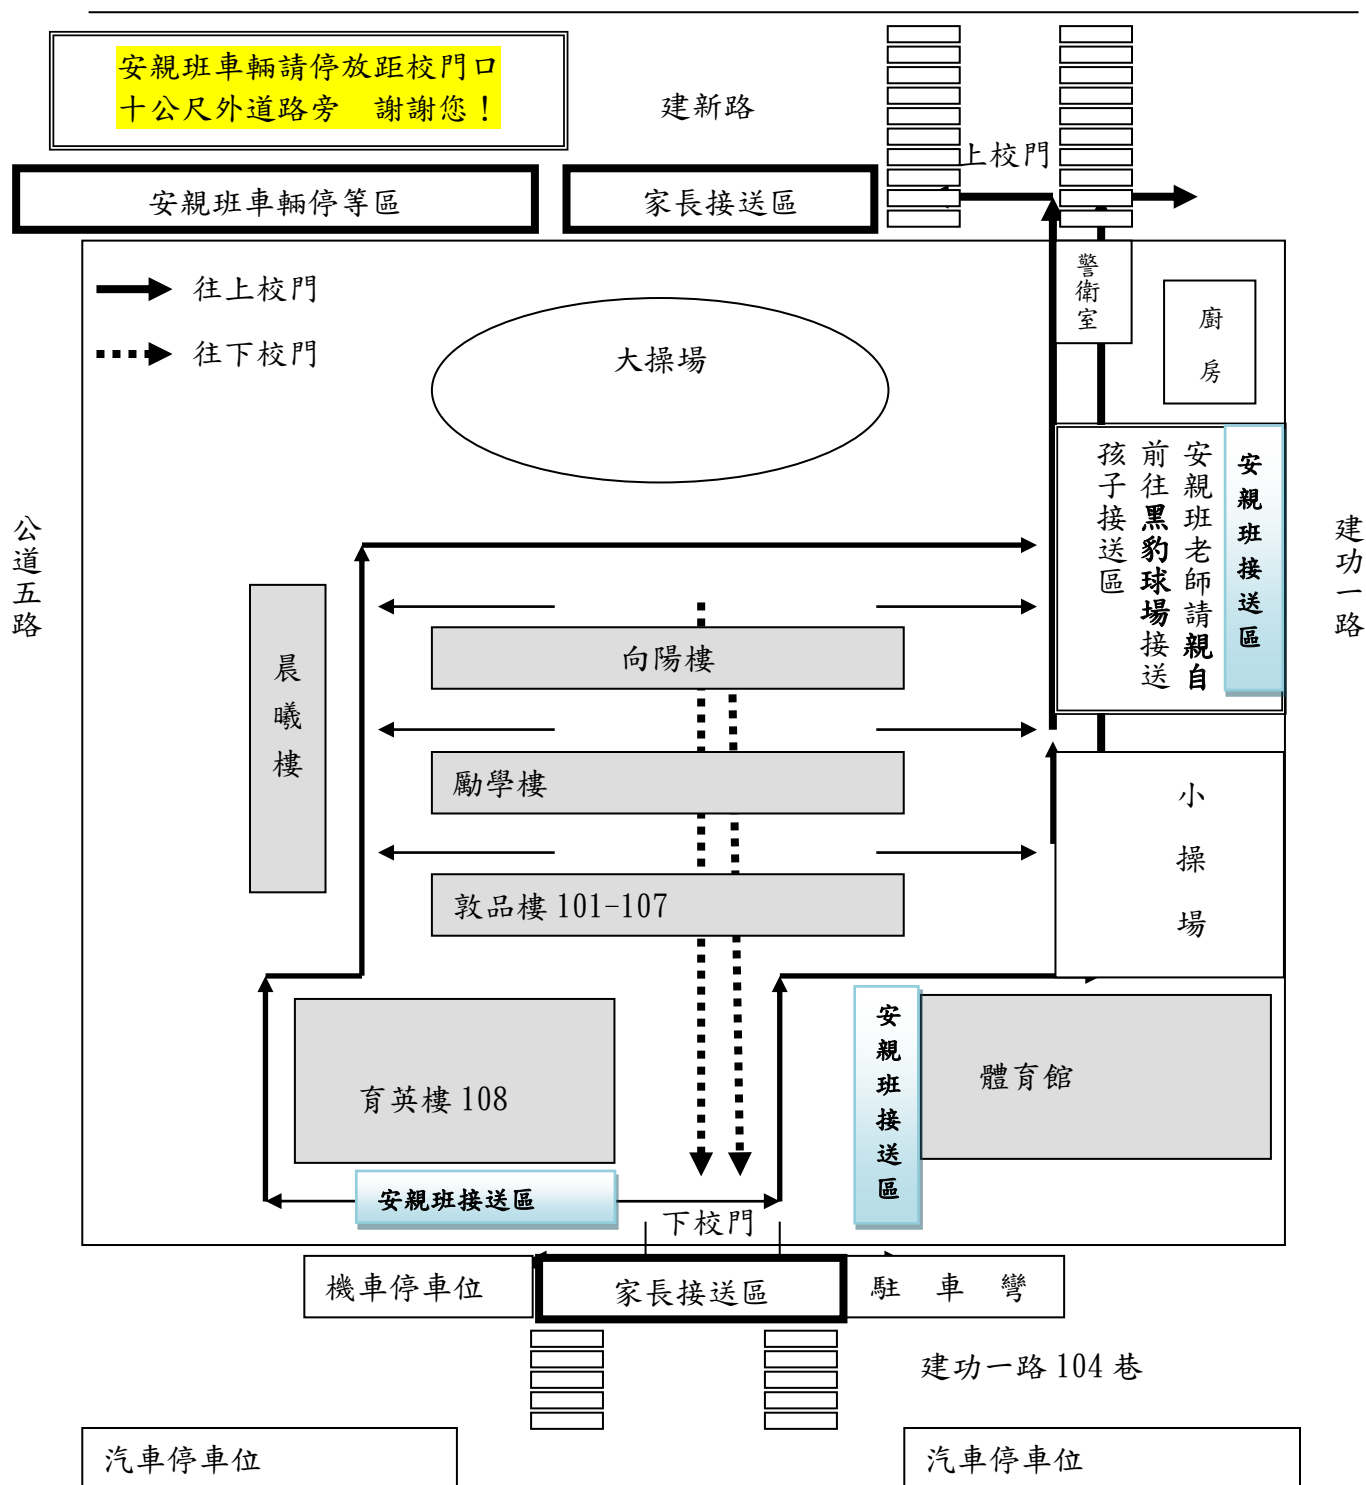 安親班車輛請停放距校門口
十公尺外道路旁　謝謝您！
建新路
上校門
安親班車輛停等區
家長接送區
往上校門
往下校門
大操場
警衛室
廚房
安親班接送區
安親班老師請親自
前往黑豹球場接送
孩子接送區
公道五路
建功一路
晨曦樓
向陽樓
勵學樓
敦品樓 101-107
小操場
育英樓 108
安親班接送區
體育館
安親班接送區
下校門
機車停車位
家長接送區
駐車彎
建功一路 104 巷
汽車停車位
汽車停車位